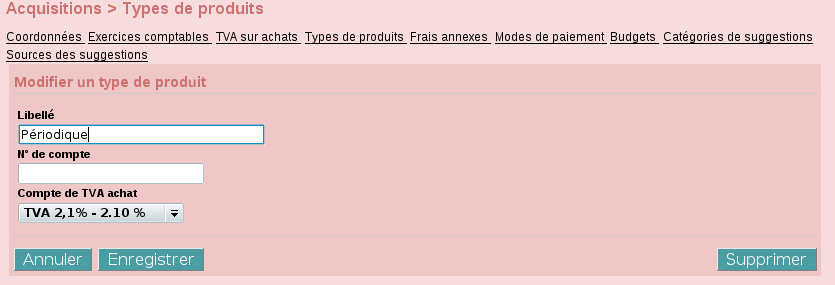 Acquisitions > Types de produits
Coordonnées Exercices comptables TVA sur achats Types de produits Frais annexes Modes de paiement Budgets Catégories de suggestions
Sources des suggestions
Modifier un type de produit
Libellé
Périodique
N° de compte
Compte de TVA achat
TVA 2,1% - 2.10 %
Annuler Enregistrer Supprimer